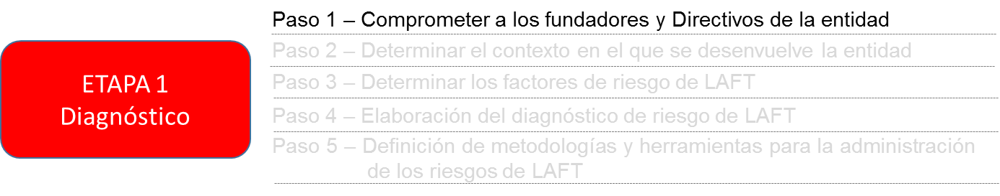 ETAPA 1
Diagnóstico
Paso 1 – Comprometer a los fundadores y Directivos de la entidad
Paso 2 – Determinar el contexto en el que se desenvuelve la entidad
Paso 3 – Determinar los factores de riesgo de LAFT
Paso 4 – Elaboración del diagnóstico de riesgo de LAFT
Paso 5 – Definición de metodologías y herramientas para la administración
de los riesgos de LAFT